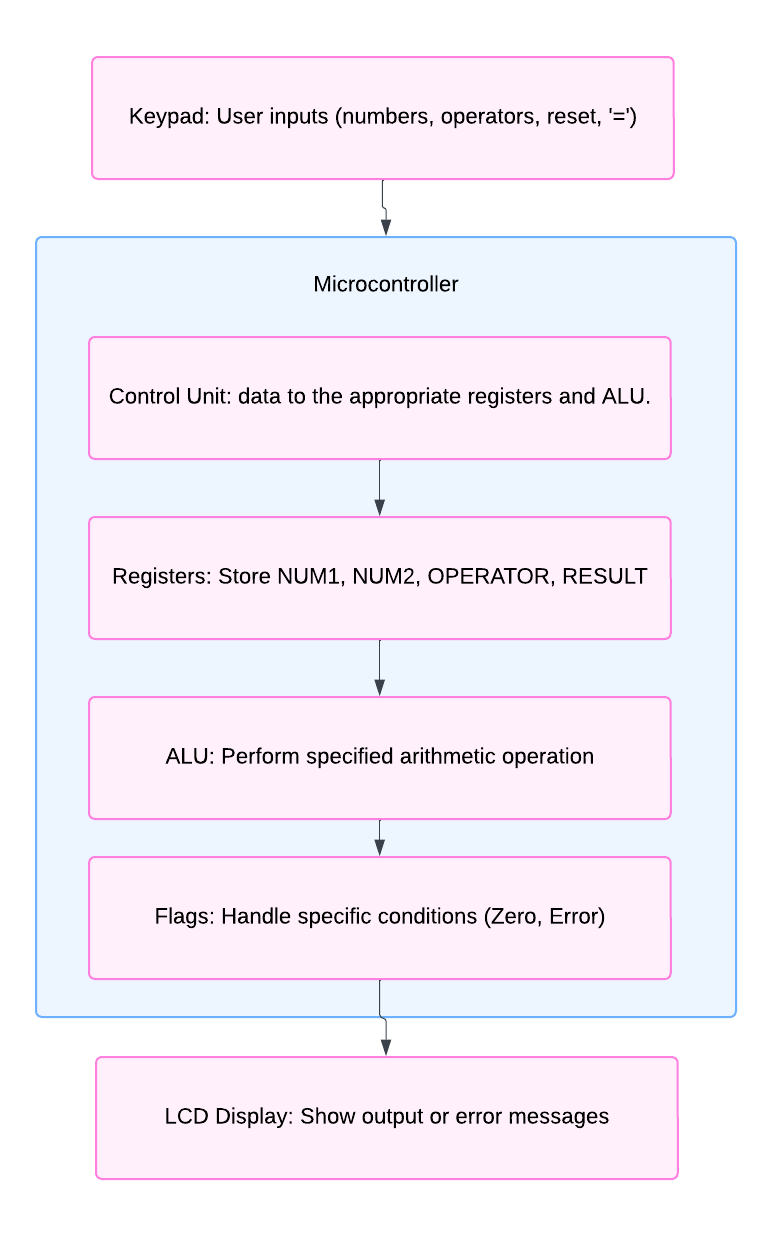 Keypad: User inputs (numbers, operators, reset, '=')
Microcontroller
Control Unit: data to the appropriate registers and ALU.
Registers: Store NUM1, NUM2, OPERATOR, RESULT
ALU: Perform specified arithmetic operation
Flags: Handle specific conditions (Zero, Error)
LCD Display: Show output or error messages